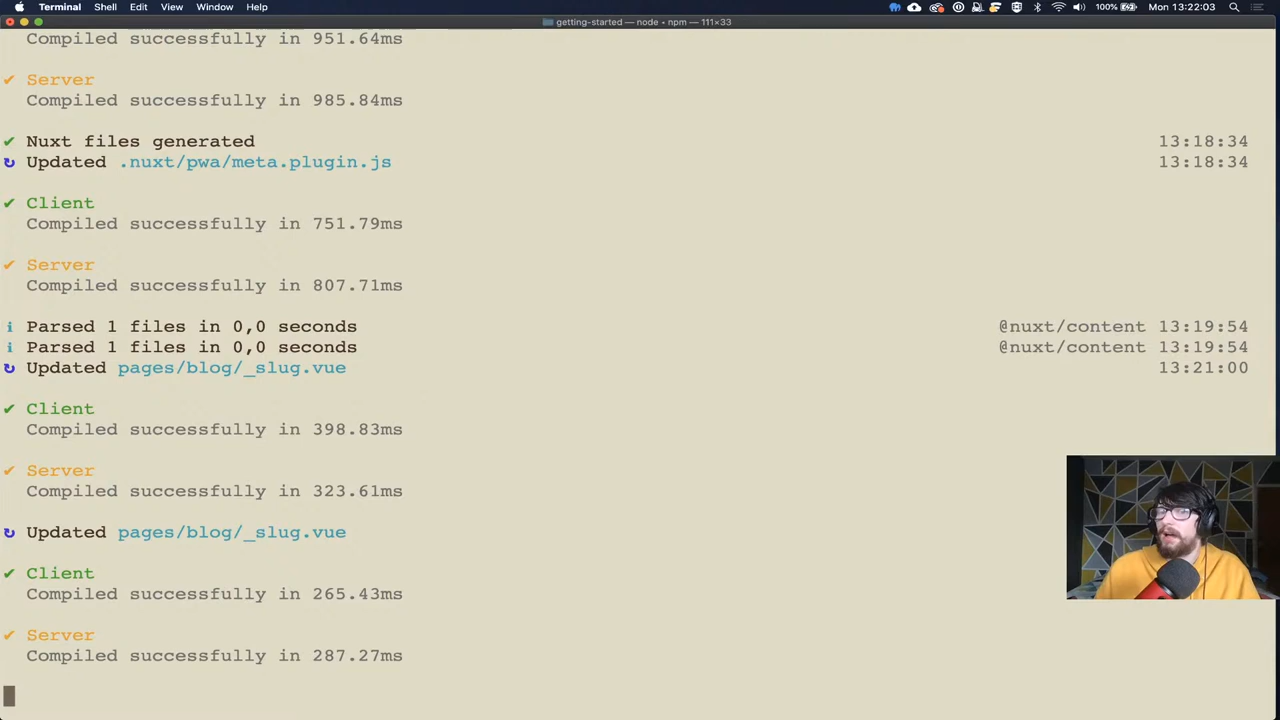 Terminal Shell Edit View Window Help 100% Mon 13:22:03
getting-started — node • npm — 111×33
Compiled successfully in 951.64ms
✔ Server
Compiled successfully in 985.84ms
✔ Nuxt files generated 13:18:34
↻ Updated .nuxt/pwa/meta.plugin.js 13:18:34
✔ Client
Compiled successfully in 751.79ms
✔ Server
Compiled successfully in 807.71ms
ℹ Parsed 1 files in 0,0 seconds @nuxt/content 13:19:54
ℹ Parsed 1 files in 0,0 seconds @nuxt/content 13:19:54
↻ Updated pages/blog/_slug.vue 13:21:00
✔ Client
Compiled successfully in 398.83ms
✔ Server
Compiled successfully in 323.61ms
↻ Updated pages/blog/_slug.vue
✔ Client
Compiled successfully in 265.43ms
✔ Server
Compiled successfully in 287.27ms